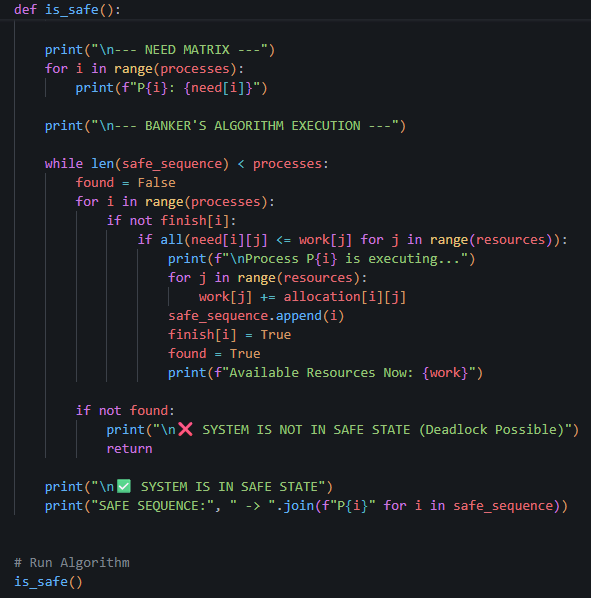 def is_safe():
    print("\n--- NEED MATRIX ---")
    for i in range(processes):
        print(f"P{i}: {need[i]}")
    print("\n--- BANKER'S ALGORITHM EXECUTION ---")
    while len(safe_sequence) < processes:
        found = False
        for i in range(processes):
            if not finish[i]:
                if all(need[i][j] <= work[j] for j in range(resources)):
                    print(f"\nProcess P{i} is executing...")
                    for j in range(resources):
                        work[j] += allocation[i][j]
                    safe_sequence.append(i)
                    finish[i] = True
                    found = True
                    print(f"Available Resources Now: {work}")
        if not found:
            print("\n❌ SYSTEM IS NOT IN SAFE STATE (Deadlock Possible)")
            return
    print("\n✅ SYSTEM IS IN SAFE STATE")
    print("SAFE SEQUENCE:", " -> ".join(f"P{i}" for i in safe_sequence))
# Run Algorithm
is_safe()